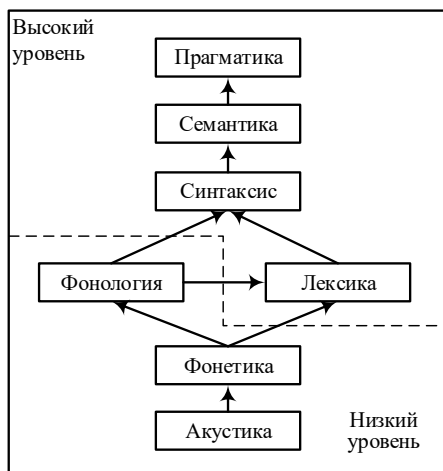 Высокий
уровень
Прагматика
Семантика
Синтаксис
Фонология
Лексика
Фонетика
Акустика
Низкий
уровень